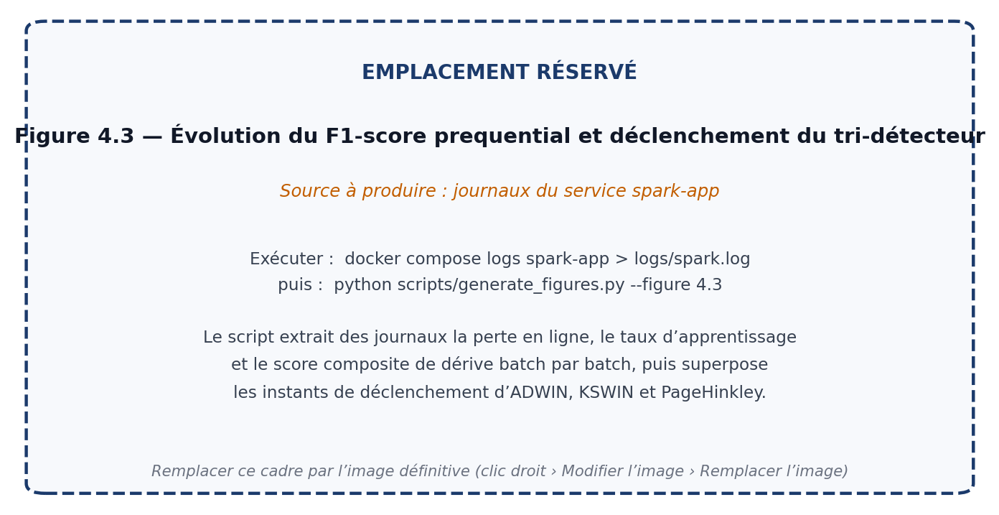 EMPLACEMENT RÉSERVÉ
Figure 4.3 — Évolution du F1-score prequential et déclenchement du tri-détecteur
Source à produire : journaux du service spark-app
Exécuter :  docker compose logs spark-app > logs/spark.log
puis :  python scripts/generate_figures.py --figure 4.3
Le script extrait des journaux la perte en ligne, le taux d’apprentissage
et le score composite de dérive batch par batch, puis superpose
les instants de déclenchement d’ADWIN, KSWIN et PageHinkley.
Remplacer ce cadre par l’image définitive (clic droit › Modifier l’image › Remplacer l’image)